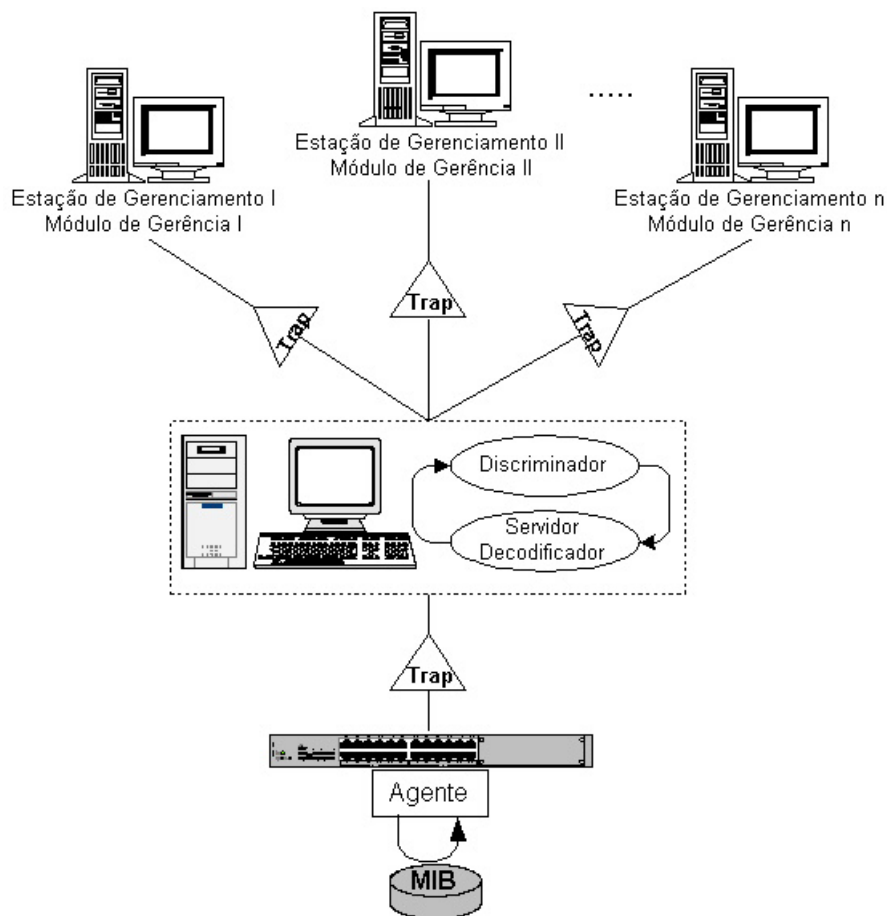 Estação de Gerenciamento II
Módulo de Gerência II
.....
Estação de Gerenciamento I
Módulo de Gerência I
Estação de Gerenciamento n
Módulo de Gerência n
Trap
Trap
Trap
Discriminador
Servidor
Decodificador
Trap
Agente
MIB